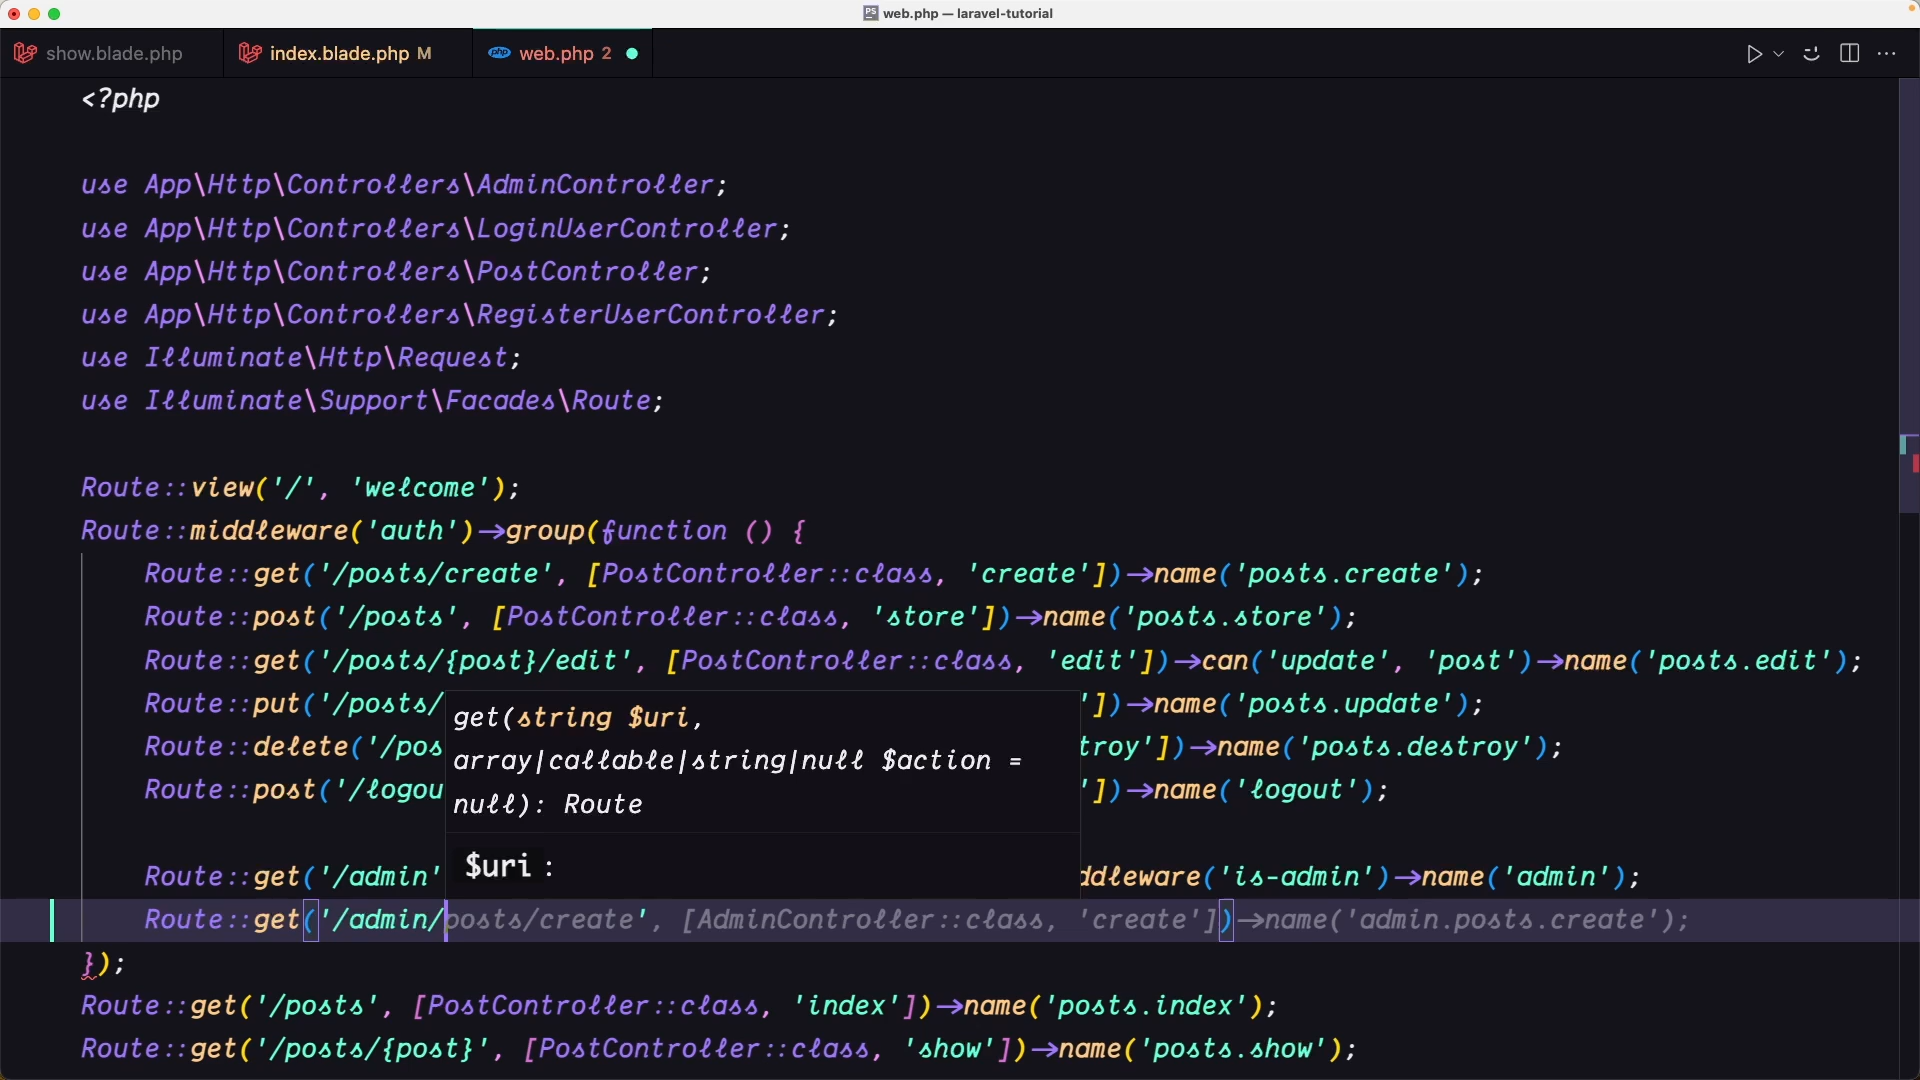 web.php — laravel-tutorial
show.blade.php
index.blade.php M
php web.php 2
<?php
use App\Http\Controllers\AdminController;
use App\Http\Controllers\LoginUserController;
use App\Http\Controllers\PostController;
use App\Http\Controllers\RegisterUserController;
use Illuminate\Http\Request;
use Illuminate\Support\Facades\Route;
Route::view('/', 'welcome');
Route::middleware('auth')->group(function () {
Route::get('/posts/create', [PostController::class, 'create'])->name('posts.create');
Route::post('/posts', [PostController::class, 'store'])->name('posts.store');
Route::get('/posts/{post}/edit', [PostController::class, 'edit'])->can('update', 'post')->name('posts.edit');
Route::put('/posts/ '])->name('posts.update');
Route::delete('/pos troy'])->name('posts.destroy');
Route::post('/logou '])->name('logout');
get(string $uri,
array|callable|string|null $action =
null): Route
$uri:
Route::get('/admin' ddleware('is-admin')->name('admin');
Route::get('/admin/posts/create', [AdminController::class, 'create'])->name('admin.posts.create');
});
Route::get('/posts', [PostController::class, 'index'])->name('posts.index');
Route::get('/posts/{post}', [PostController::class, 'show'])->name('posts.show');